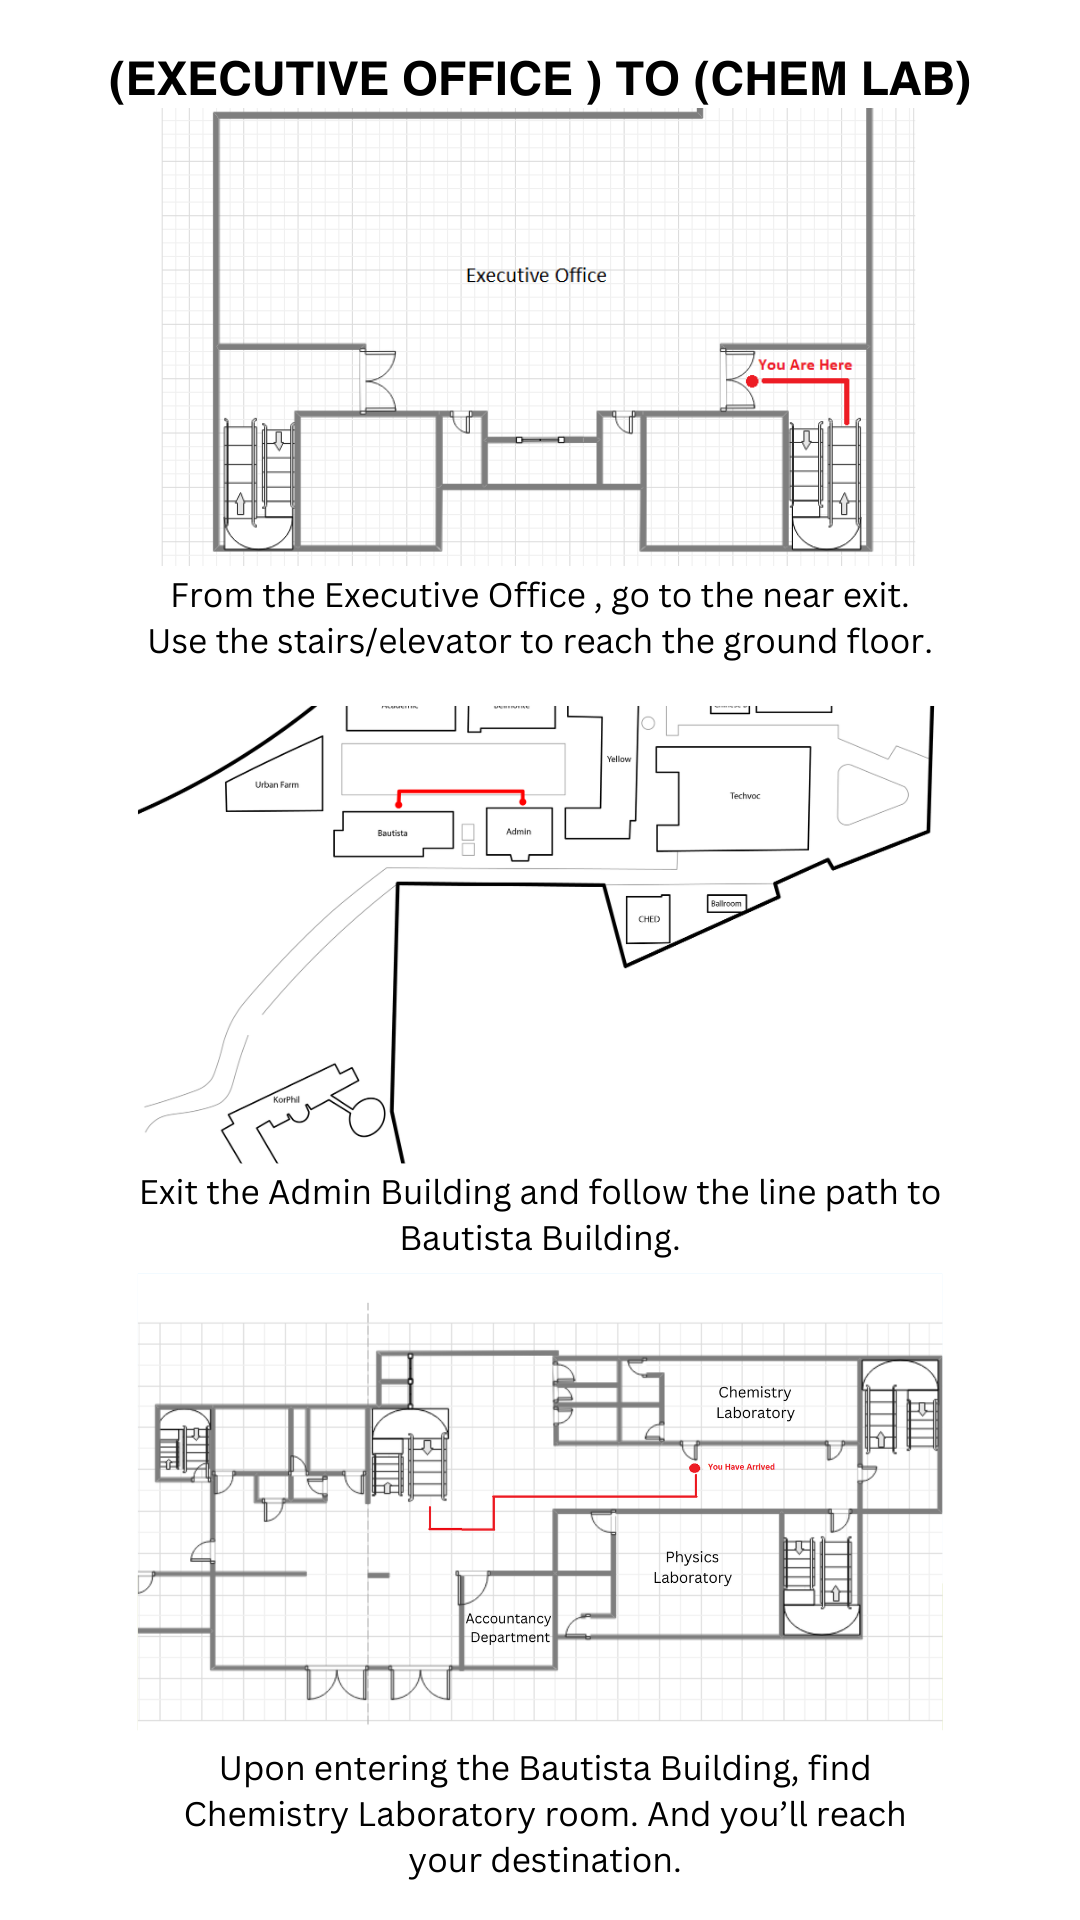 (EXECUTIVE OFFICE ) TO (CHEM LAB)
Executive Office
You Are Here
From the Executive Office , go to the near exit.
Use the stairs/elevator to reach the ground floor.
Urban Farm
Yellow
Techvoc
Bautista
Admin
CHED
Ballroom
KorPhil
Exit the Admin Building and follow the line path to
Bautista Building.
Chemistry
Laboratory
You Have Arrived
Physics
Laboratory
Accountancy
Department
Upon entering the Bautista Building, find
Chemistry Laboratory room. And you’ll reach
your destination.